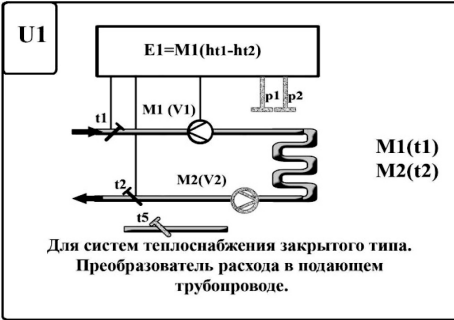 U1
E1=M1(ht1-ht2)
p1 p2
t1
M1 (V1)
M1(t1)
M2(t2)
t2
M2(V2)
t5
Для систем теплоснабжения закрытого типа.
Преобразователь расхода в подающем
трубопроводе.